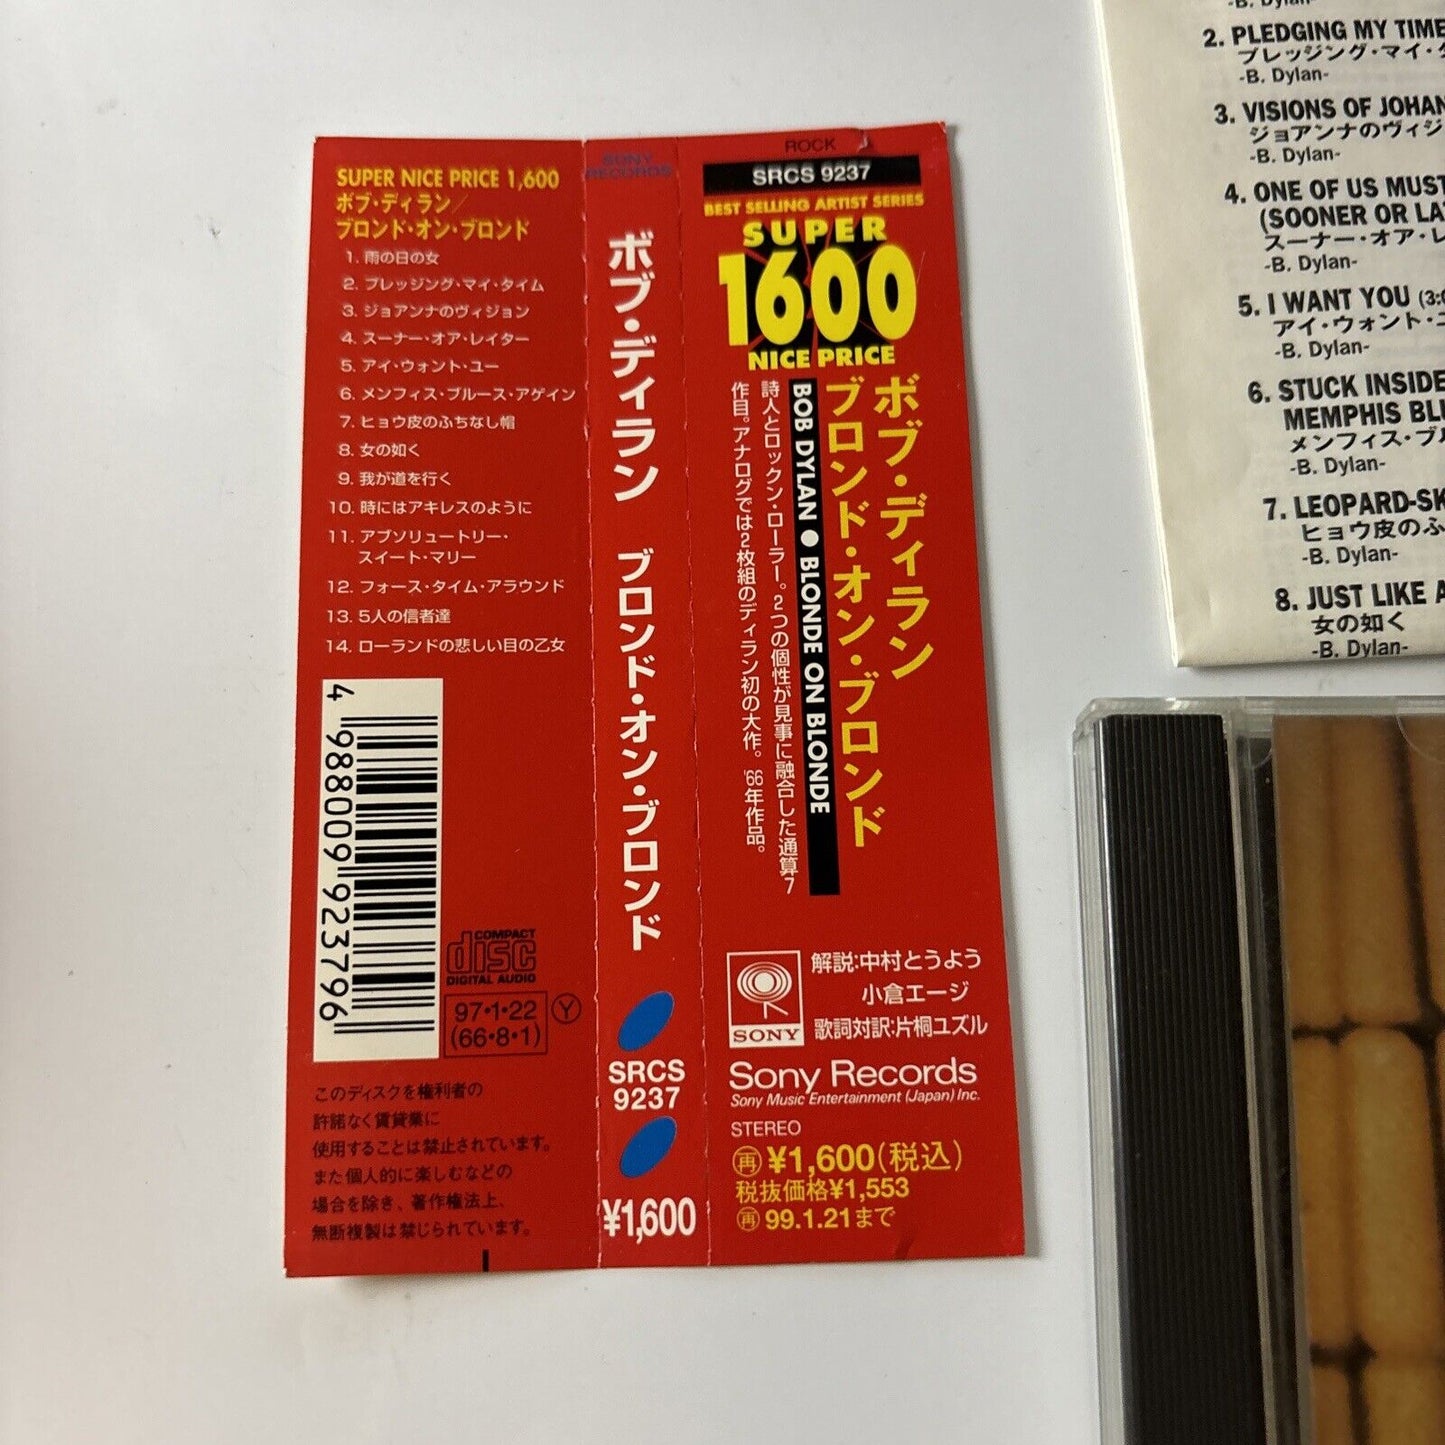 SUPER NICE PRICE 1,600
ボブ・ディラン/
ブロンド・オン・ブロンド
1. 雨の日の女
2. プレッジング・マイ・タイム
3. ジョアンナのヴィジョン
4. スーナー・オア・レイター
5. アイ・ウォント・ユー
6. メンフィス・ブルース・アゲイン
7. ヒョウ皮のふちなし帽
8. 女の如く
9. 我が道を行く
10. 時にはアキレスのように
11. アブソリュートリー・
スイート・マリー
12. フォース・タイム・アラウンド
13. 5人の信者達
14. ローランドの悲しい目の乙女
4 988009 923796
COMPACT
disc
DIGITAL AUDIO
97・1・22
(66・8・1)
Y
このディスクを権利者の
許諾なく賃貸業に
使用することは禁止されています。
また個人的に楽しむなどの
場合を除き、著作権法上、
無断複製は禁じられています。
SONY
RECORDS
ボブ・ディラン ブロンド・オン・ブロンド
SRCS
9237
¥1,600
ROCK
SRCS 9237
BEST SELLING ARTIST SERIES
SUPER
1600
NICE PRICE
ボブ・ディラン
ブロンド・オン・ブロンド
BOB DYLAN ● BLONDE ON BLONDE
詩人とロックン・ローラー。2つの個性が見事に融合した通算7
作目。アナログでは2枚組のディラン初の大作。'66年作品。
SONY
解説:中村とうよう
小倉エージ
歌詞対訳:片桐ユズル
Sony Records
Sony Music Entertainment (Japan) Inc.
STEREO
再 ¥1,600(税込)
税抜価格¥1,553
再 99.1.21まで
-B. Dylan-
2. PLEDGING MY TIME
プレッジング・マイ・
-B. Dylan-
3. VISIONS OF JOHAN
ジョアンナのヴィジ
-B. Dylan-
4. ONE OF US MUST
(SOONER OR LA
スーナー・オア・レイ
-B. Dylan-
5. I WANT YOU (3:
アイ・ウォント・ユ
-B. Dylan-
6. STUCK INSIDE
MEMPHIS BL
メンフィス・ブル
-B. Dylan-
7. LEOPARD-SK
ヒョウ皮のふ
-B. Dylan-
8. JUST LIKE A
女の如く
-B. Dylan-